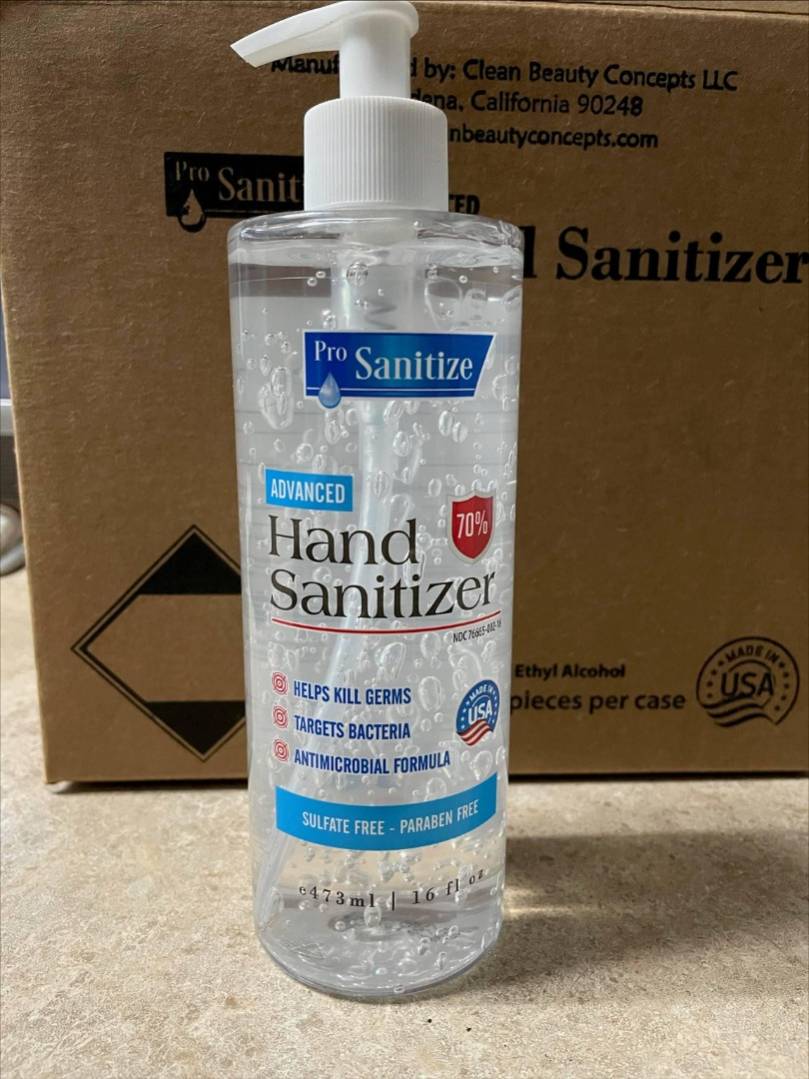 by: Clean Beauty Concepts LLC
California 90248
nbeautyconcepts.com
Pro Sanit
Sanitizer
Pro Sanitize
ADVANCED
70%
Hand
Sanitizer
HELPS KILL GERMS
TARGETS BACTERIA
ANTIMICROBIAL FORMULA
MADE IN
USA
SULFATE FREE - PARABEN FREE
e473ml | 16 fl oz
Ethyl Alcohol
pieces per case
MADE IN
USA